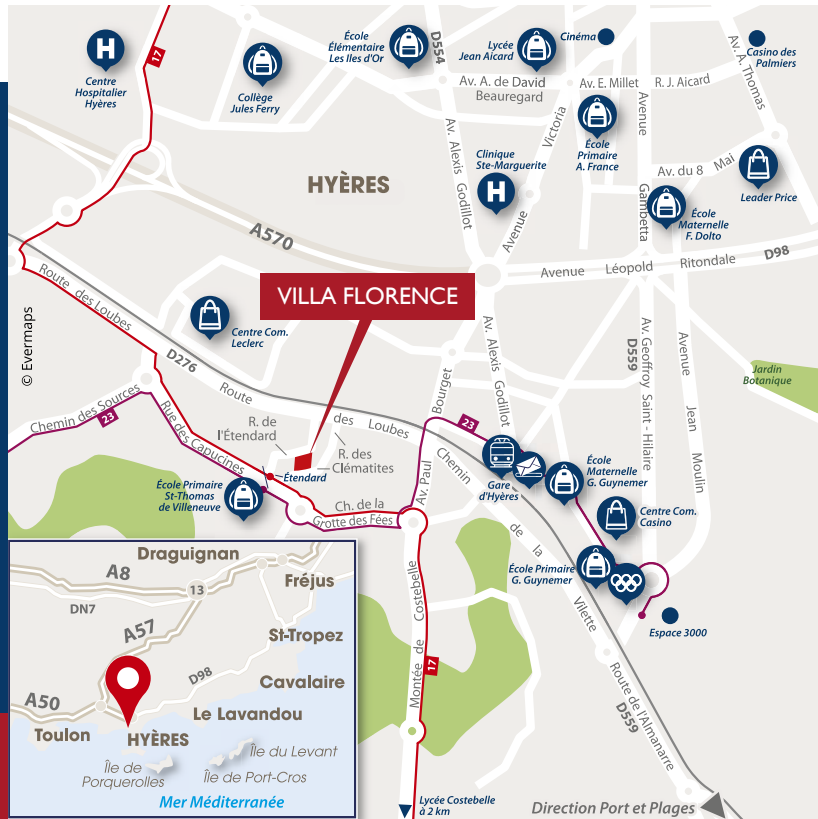 17
H
Centre
Hospitalier
Hyères
Collège
Jules Ferry
École
Élémentaire
Les Iles d'Or
D554
Lycée
Jean Aicard
Cinéma
Av. A. Thomas
Casino des
Palmiers
Av. A. de David
Beauregard
Av. E. Millet
R. J. Aicard
Avenue Victoria
Avenue Gambetta
École
Primaire
A. France
Clinique
Ste-Marguerite
H
Av. Alexis Godillot
Av. du 8 Mai
Leader Price
École
Maternelle
F. Dolto
HYÈRES
A570
D98
Avenue Léopold Ritondale
Route des Loubes
VILLA FLORENCE
© Evermaps
Centre Com.
Leclerc
D276
Route des Loubes
Av. Alexis Godillot
D559
Av. Geoffroy Saint - Hilaire
Avenue Jean Moulin
Jardin
Botanique
Chemin des Sources
23
Rue des Capucines
R. de
l'Étendard
R. des
Clématites
Étendard
Av. Paul Bourget
23
Gare
d'Hyères
École
Maternelle
G. Guynemer
Centre Com.
Casino
École Primaire
St-Thomas
de Villeneuve
Ch. de la
Grotte des Fées
Chemin de la Vilette
École Primaire
G. Guynemer
Espace 3000
Montée de Costebelle
17
Route de l'Almanarre
D559
Lycée Costebelle
à 2 km
Direction Port et Plages
Draguignan
A8
13
Fréjus
DN7
A57
St-Tropez
D98
Cavalaire
A50
Le Lavandou
Toulon
HYÈRES
Île du Levant
Île de
Porquerolles
Île de Port-Cros
Mer Méditerranée